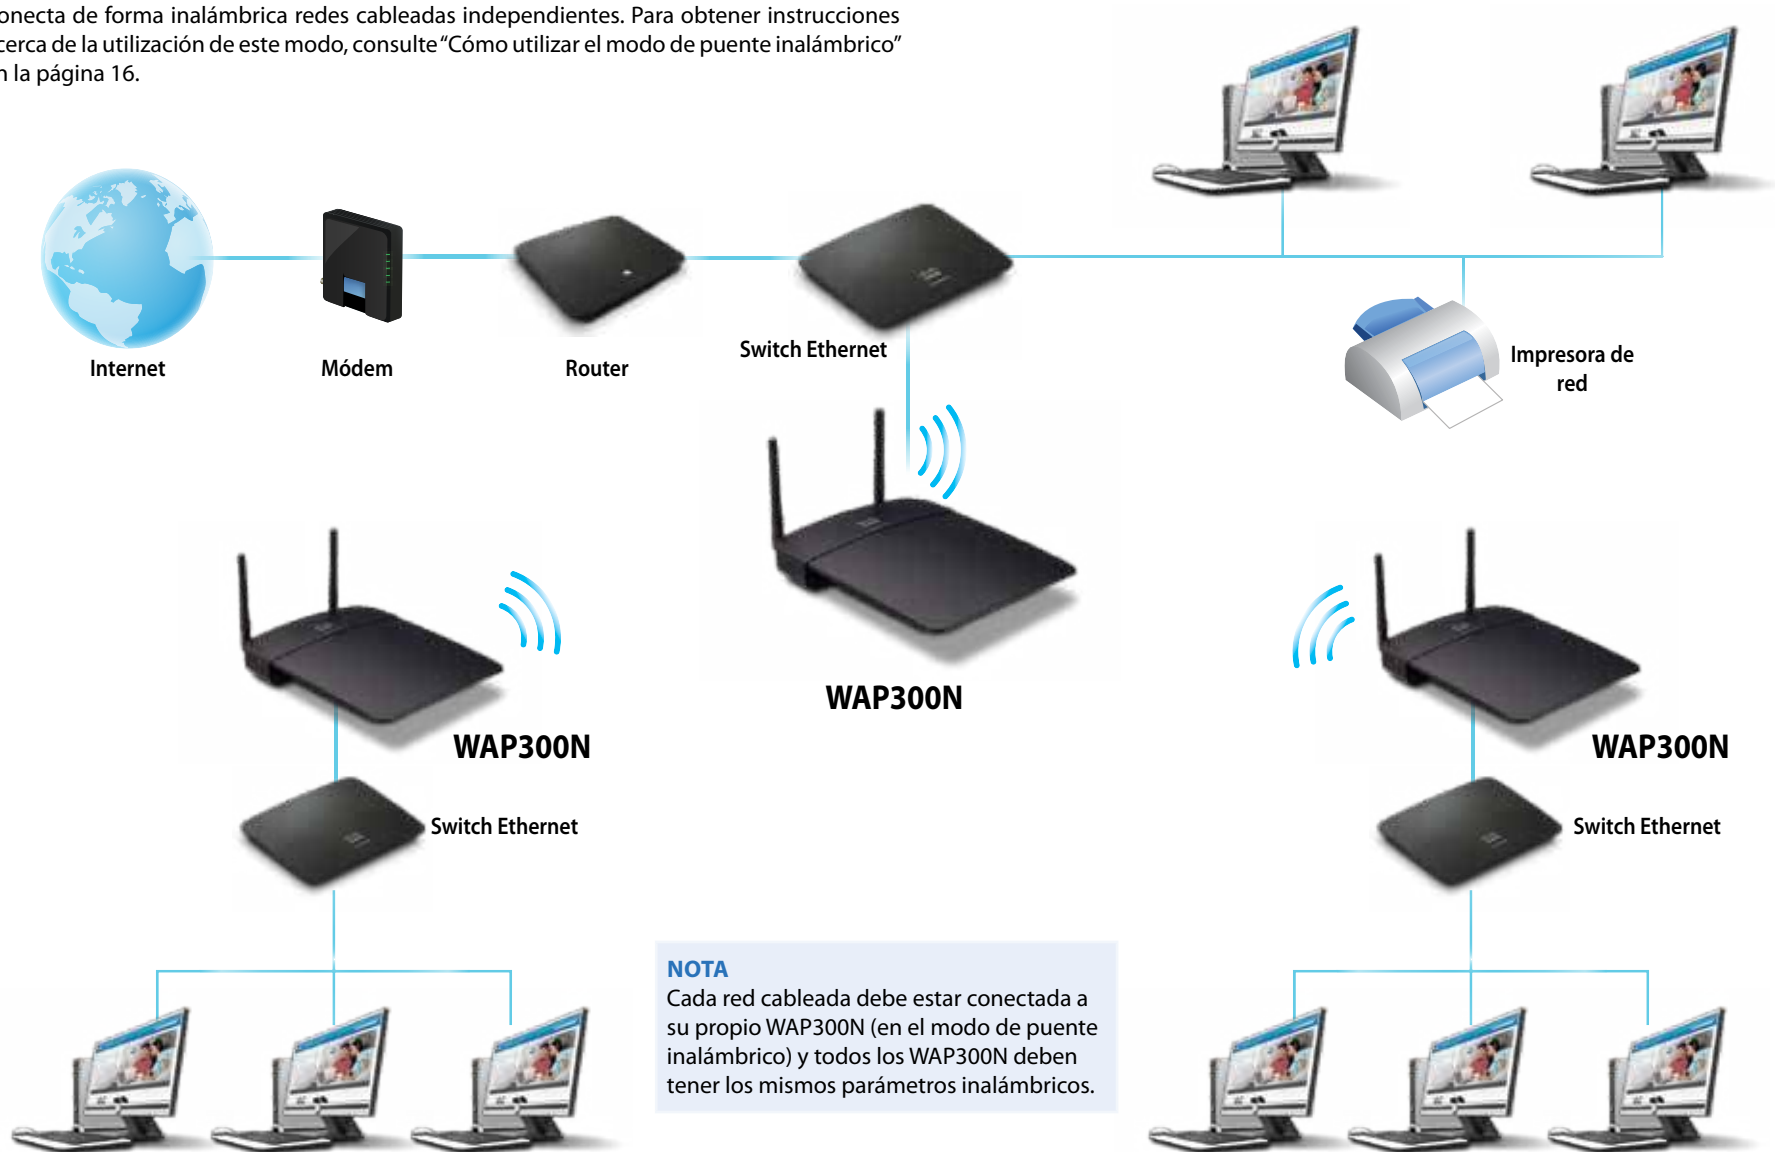 onecta de forma inalámbrica redes cableadas independientes. Para obtener instrucciones
cerca de la utilización de este modo, consulte “Cómo utilizar el modo de puente inalámbrico”
n la página 16.
Internet
Módem
Router
Switch Ethernet
Impresora de
red
WAP300N
WAP300N
WAP300N
Switch Ethernet
Switch Ethernet
NOTA
Cada red cableada debe estar conectada a
su propio WAP300N (en el modo de puente
inalámbrico) y todos los WAP300N deben
tener los mismos parámetros inalámbricos.